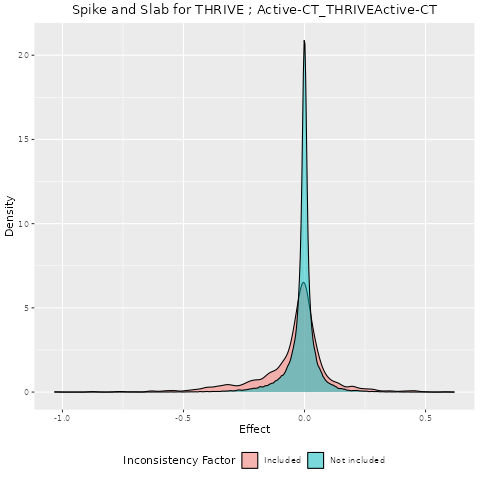 Spike and Slab for THRIVE ; Active-CT_THRIVEActive-CT
Density
20
15
10
5
0
-1.0 -0.5 0.0 0.5
Effect
Inconsistency Factor Included Not included